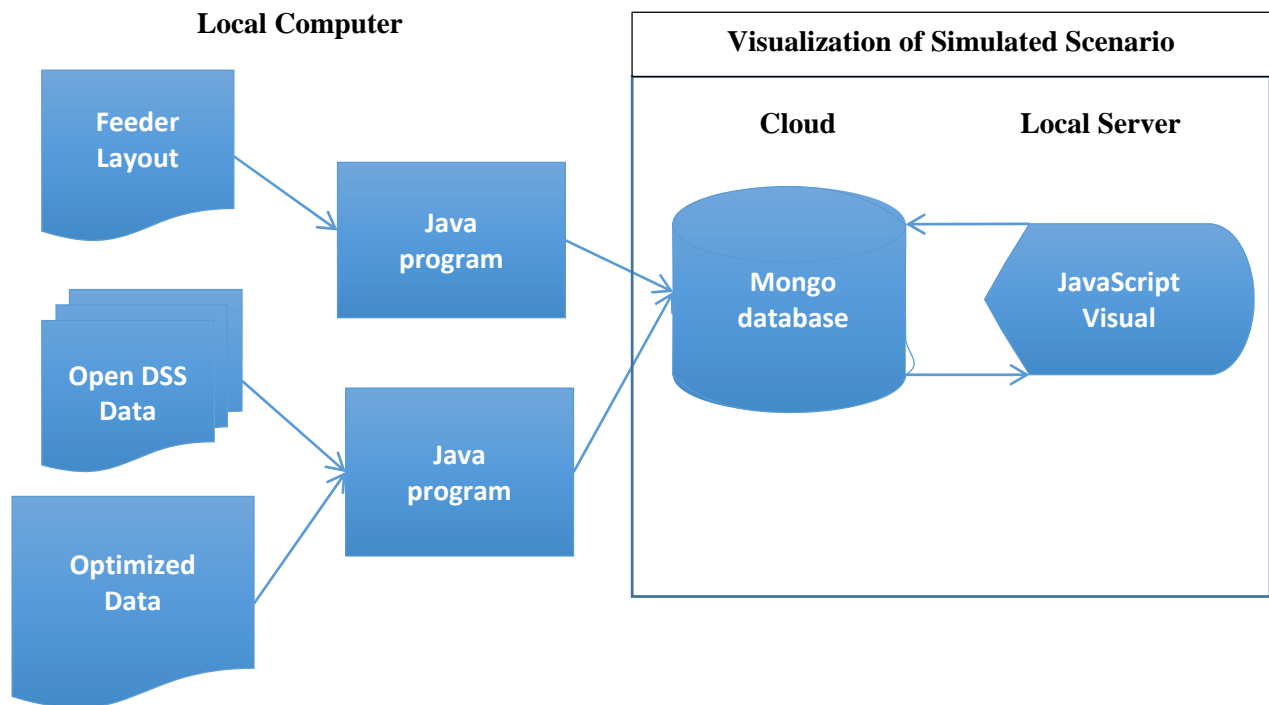 Local Computer
Visualization of Simulated Scenario
Cloud
Local Server
Feeder
Layout
Java
program
Mongo
database
JavaScript
Visual
Open DSS
Data
Java
program
Optimized
Data